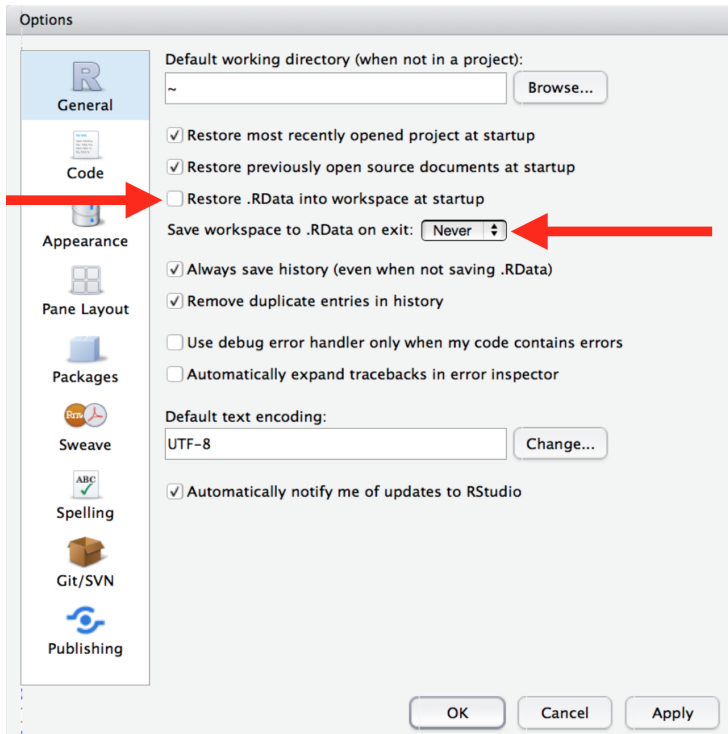 Options
General
Code
Appearance
Pane Layout
Packages
Rnw
Sweave
ABC
Spelling
Git/SVN
Publishing
Default working directory (when not in a project):
~
Browse...
Restore most recently opened project at startup
Restore previously open source documents at startup
Restore .RData into workspace at startup
Save workspace to .RData on exit: Never
Always save history (even when not saving .RData)
Remove duplicate entries in history
Use debug error handler only when my code contains errors
Automatically expand tracebacks in error inspector
Default text encoding:
UTF-8
Change...
Automatically notify me of updates to RStudio
OK Cancel Apply